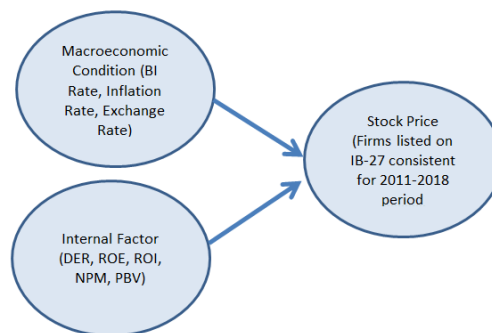 Macroeconomic
Condition (BI
Rate, Inflation
Rate, Exchange
Rate)
Stock Price
(Firms listed on
IB-27 consistent
for 2011-2018
period
Internal Factor
(DER, ROE, ROI,
NPM, PBV)